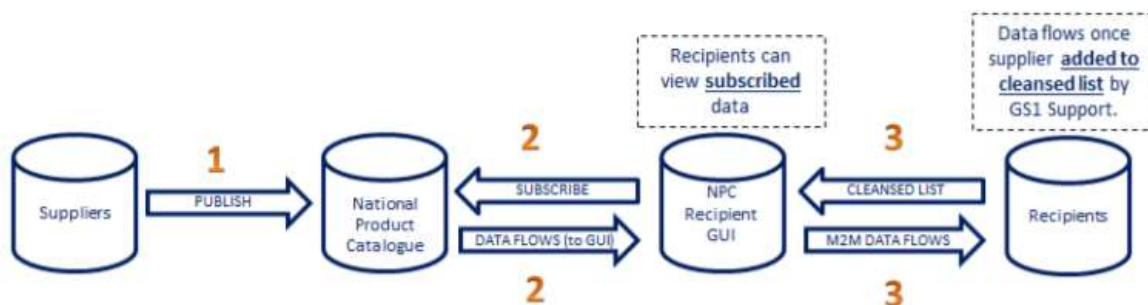 Recipients can
view subscribed
data
Data flows once
supplier added to
cleansed list by
GS1 Support.
1
2
3
Suppliers
PUBLISH
National
Product
Catalogue
SUBSCRIBE
DATA FLOWS (to GUI)
NPC
Recipient
GUI
CLEANSED LIST
M2M DATA FLOWS
Recipients
2
3